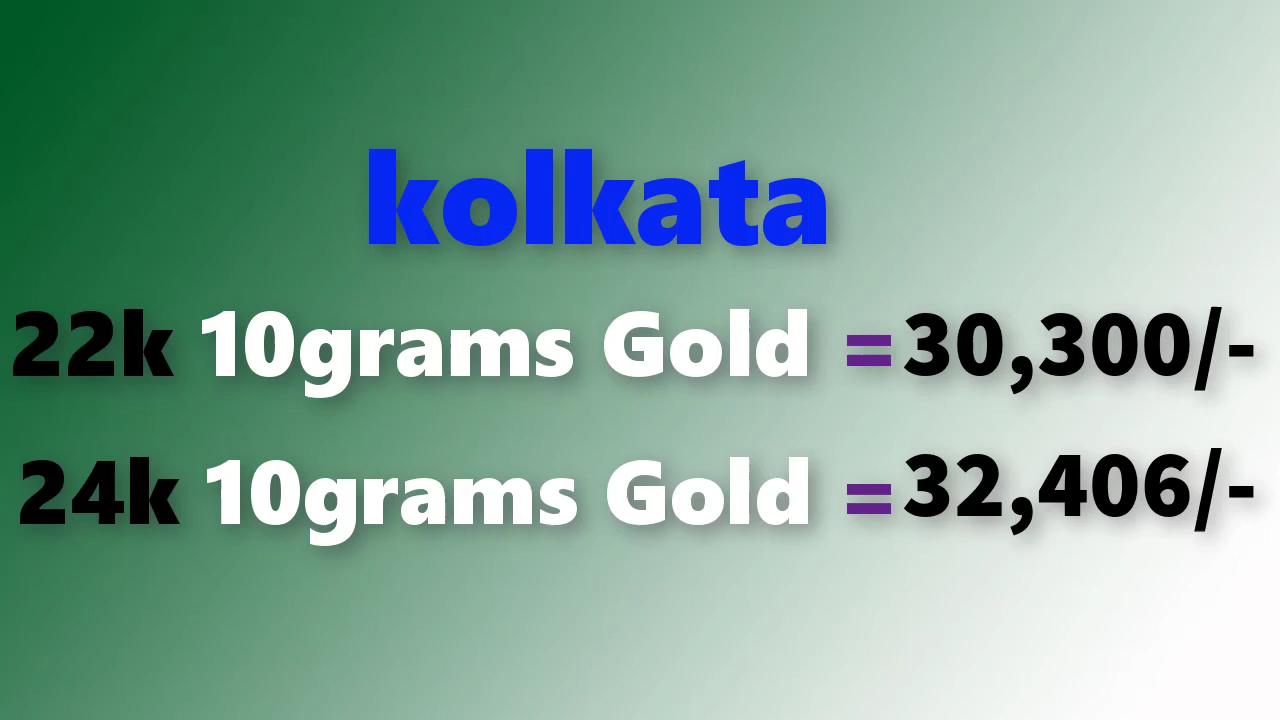 kolkata
22k 10grams Gold =30,300/-
24k 10grams Gold =32,406/-